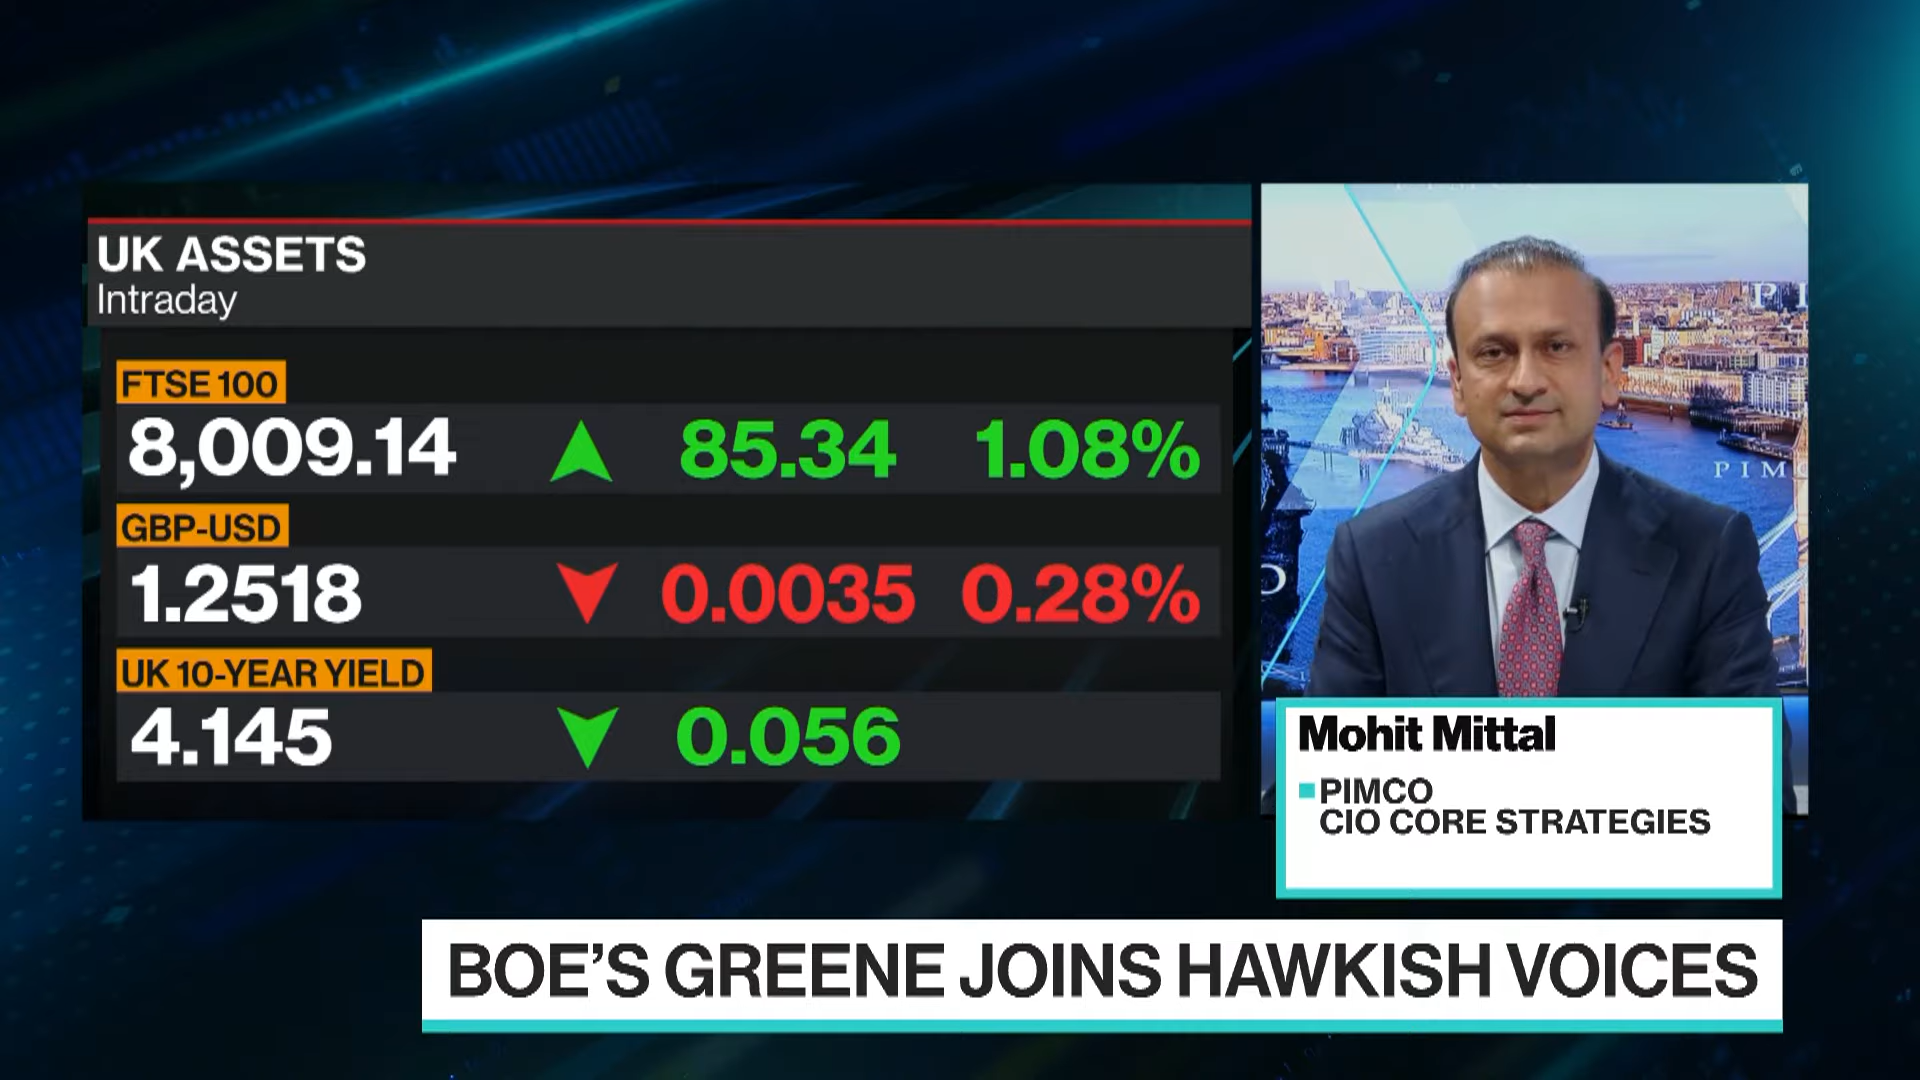 UK ASSETS
Intraday
FTSE 100
8,009.14 ▲ 85.34 1.08%
GBP-USD
1.2518 ▼ 0.0035 0.28%
UK 10-YEAR YIELD
4.145 ▼ 0.056
PIMCO
Mohit Mittal
PIMCO
CIO CORE STRATEGIES
BOE'S GREENE JOINS HAWKISH VOICES